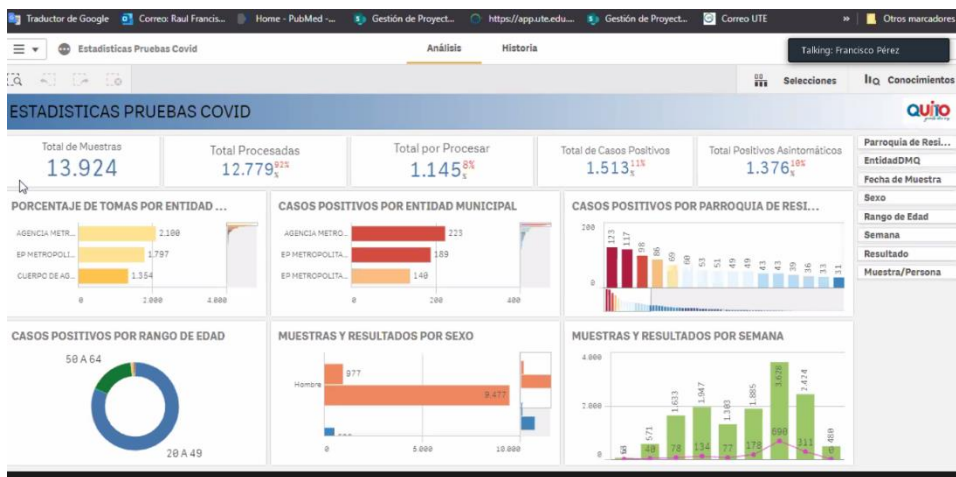 Traductor de Google
Correo: Raul Francis...
Home - PubMed -...
Gestión de Proyect...
https://app.ute.edu....
Gestión de Proyect...
Correo UTE
»
Otros marcadores
Estadisticas Pruebas Covid
Análisis
Historia
Talking: Francisco Pérez
Selecciones
Conocimientos
ESTADISTICAS PRUEBAS COVID
QUITO
Total de Muestras
13.924
Total Procesadas
12.779 92%
Total por Procesar
1.145 8%
Total de Casos Positivos
1.513 11%
Total Positivos Asintomáticos
1.376 10%
Parroquia de Resi...
EntidadDMQ
Fecha de Muestra
Sexo
Rango de Edad
Semana
Resultado
Muestra/Persona
PORCENTAJE DE TOMAS POR ENTIDAD ...
AGENCIA METR...
2.100
EP METROPOLI...
1.797
CUERPO DE AG...
1.354
0 2.000 4.000
CASOS POSITIVOS POR ENTIDAD MUNICIPAL
AGENCIA METRO...
223
EP METROPOLITA...
189
EP METROPOLITA...
140
0 200 400
CASOS POSITIVOS POR PARROQUIA DE RESI...
200
123 117 98 86 69 60 53 51 49 49 43 43 39 36 33 31
0
CASOS POSITIVOS POR RANGO DE EDAD
50 A 64
20 A 49
MUESTRAS Y RESULTADOS POR SEXO
977
Hombre
9.477
0 5.000 10.000
MUESTRAS Y RESULTADOS POR SEMANA
4.000
3.628
2.424
1.947
1.885
1.633
1.303
2.000
571
690
480
68 40 78 134 77 178 311 0
0